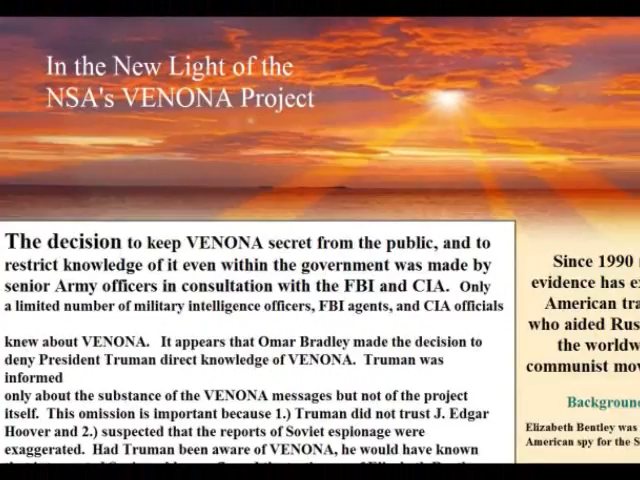 In the New Light of the
NSA's VENONA Project
The decision to keep VENONA secret from the public, and to
restrict knowledge of it even within the government was made by
senior Army officers in consultation with the FBI and CIA. Only
a limited number of military intelligence officers, FBI agents, and CIA officials
knew about VENONA. It appears that Omar Bradley made the decision to
deny President Truman direct knowledge of VENONA. Truman was
informed
only about the substance of the VENONA messages but not of the project
itself. This omission is important because 1.) Truman did not trust J. Edgar
Hoover and 2.) suspected that the reports of Soviet espionage were
exaggerated. Had Truman been aware of VENONA, he would have known
Since 1990
evidence has
American
who aided
the
communist
Background
Elizabeth Bentley was
American spy for the